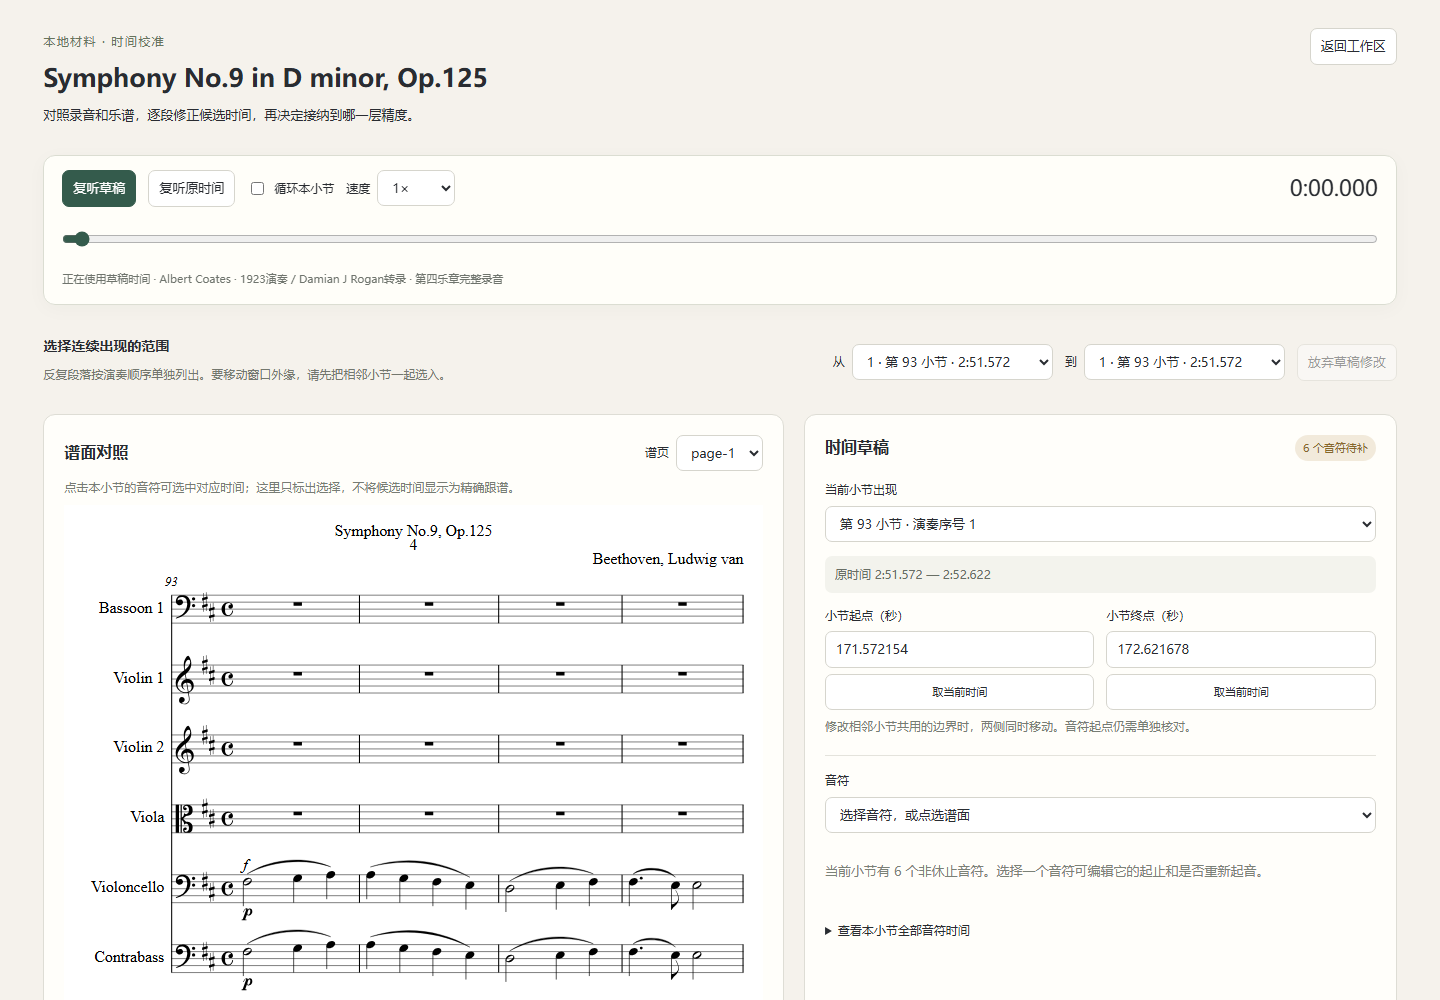 本地材料 · 时间校准
返回工作区
Symphony No.9 in D minor, Op.125
对照录音和乐谱，逐段修正候选时间，再决定接纳到哪一层精度。
复听草稿
复听原时间
循环本小节
速度
1×
0:00.000
正在使用草稿时间 · Albert Coates · 1923演奏 / Damian J Rogan转录 · 第四乐章完整录音
选择连续出现的范围
反复段落按演奏顺序单独列出。要移动窗口外缘，请先把相邻小节一起选入。
从
1 · 第 93 小节 · 2:51.572
到
1 · 第 93 小节 · 2:51.572
放弃草稿修改
谱面对照
谱页
page-1
点击本小节的音符可选中对应时间；这里只标出选择，不将候选时间显示为精确跟谱。
Symphony No.9, Op.125
4
Beethoven, Ludwig van
93
Bassoon 1
Violin 1
Violin 2
Viola
f
Violoncello
p
Contrabass
p
时间草稿
6 个音符待补
当前小节出现
第 93 小节 · 演奏序号 1
原时间 2:51.572 — 2:52.622
小节起点（秒）
小节终点（秒）
171.572154
172.621678
取当前时间
取当前时间
修改相邻小节共用的边界时，两侧同时移动。音符起点仍需单独核对。
音符
选择音符，或点选谱面
当前小节有 6 个非休止音符。选择一个音符可编辑它的起止和是否重新起音。
查看本小节全部音符时间